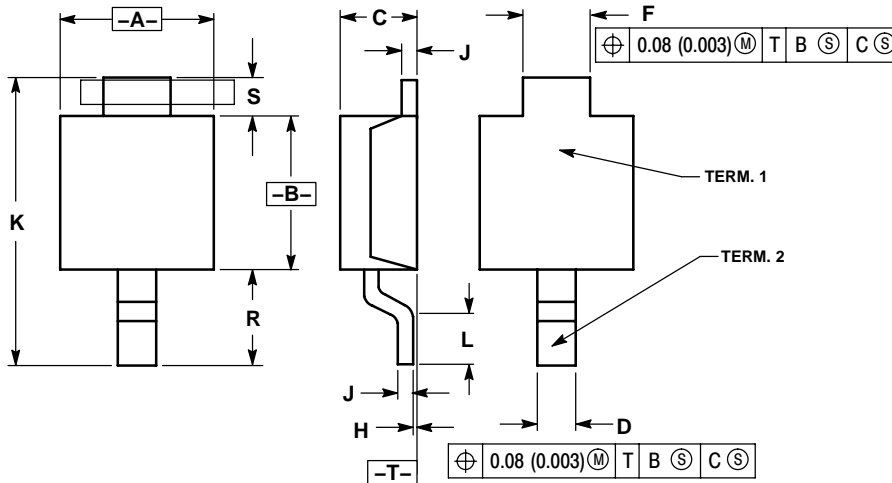 –A–
C
F
J
⌖ 0.08 (0.003) Ⓜ T B Ⓢ C Ⓢ
S
K
–B–
TERM. 1
TERM. 2
R
L
J
H
D
–T–
⌖ 0.08 (0.003) Ⓜ T B Ⓢ C Ⓢ